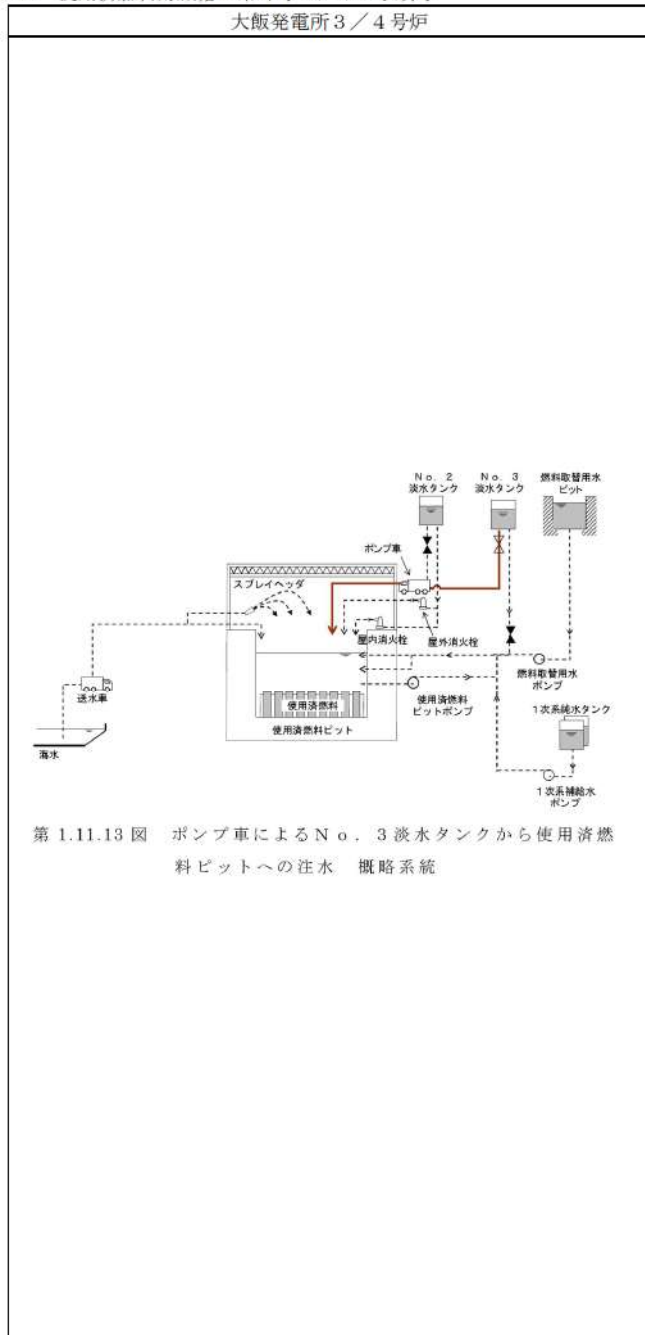 大飯発電所3／4号炉
No．2
淡水タンク
No．3
淡水タンク
燃料取替用水
ピット
ポンプ車
スプレイヘッダ
屋内消火栓
屋外消火栓
送水車
海水
使用済燃料
使用済燃料ピット
使用済燃料
ピットポンプ
燃料取替用水
ポンプ
1次系純水タンク
1次系補給水
ポンプ
第 1.11.13 図　ポンプ車によるNo．3淡水タンクから使用済燃
料ピットへの注水　概略系統